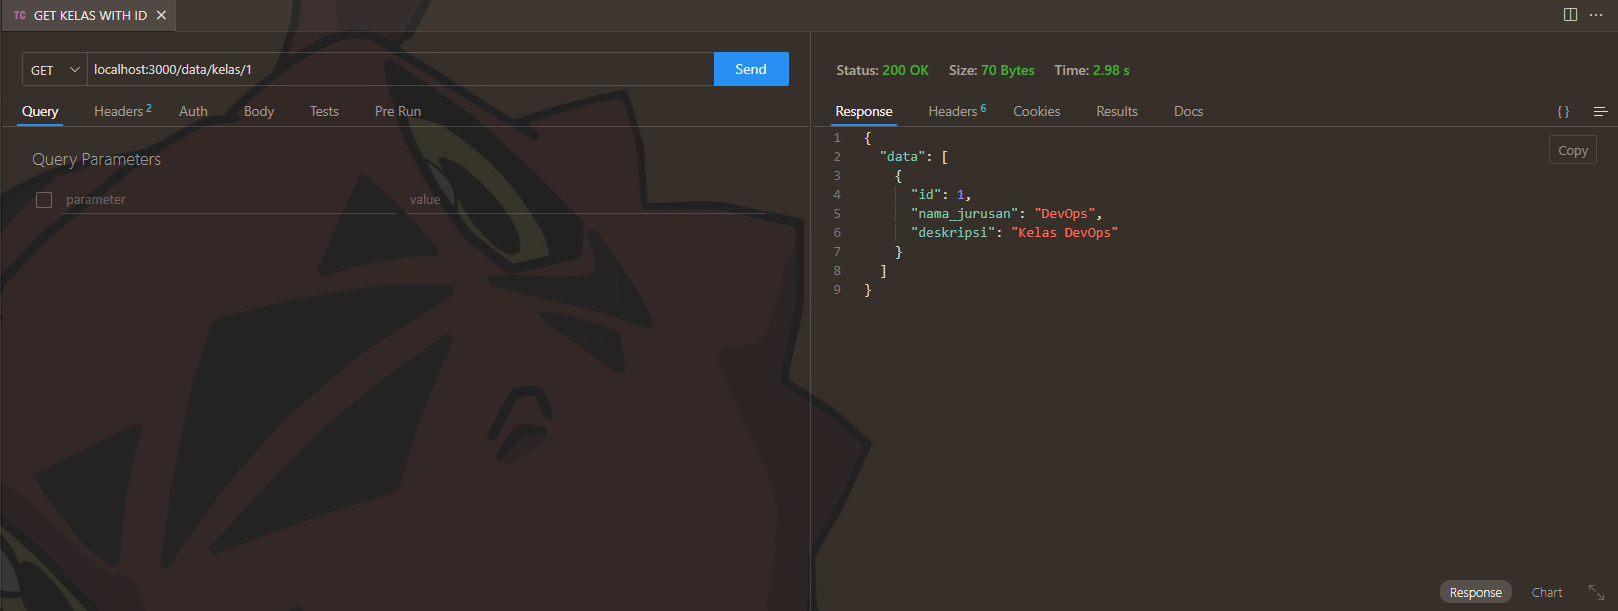 TC GET KELAS WITH ID
GET localhost:3000/data/kelas/1 Send
Query Headers 2 Auth Body Tests Pre Run
Query Parameters
parameter value
Status: 200 OK Size: 70 Bytes Time: 2.98 s
Response Headers 6 Cookies Results Docs { }
Copy
1 {
2 "data": [
3 {
4 "id": 1,
5 "nama_jurusan": "DevOps",
6 "deskripsi": "Kelas DevOps"
7 }
8 ]
9 }
Response Chart